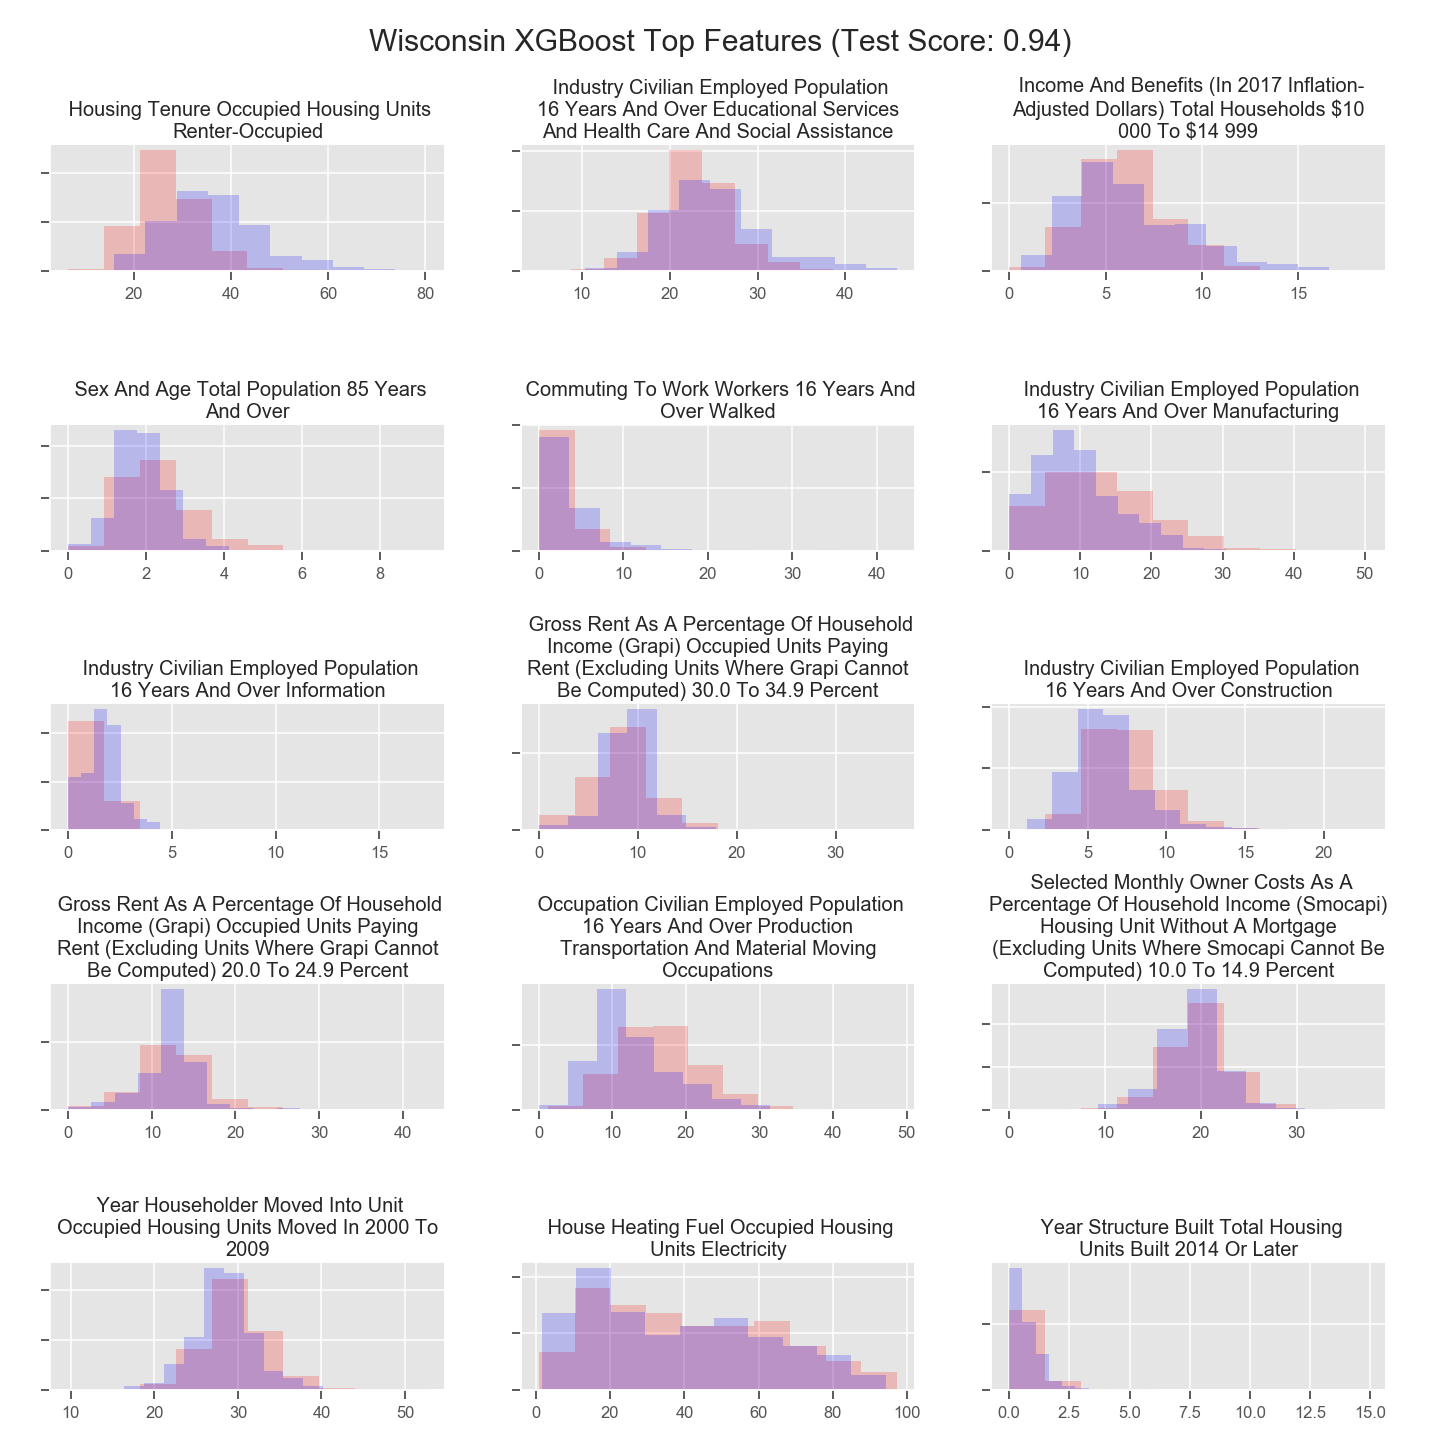 Wisconsin XGBoost Top Features (Test Score: 0.94)
Housing Tenure Occupied Housing Units
Renter-Occupied
20 40 60 80
Industry Civilian Employed Population
16 Years And Over Educational Services
And Health Care And Social Assistance
10 20 30 40
Income And Benefits (In 2017 Inflation-
Adjusted Dollars) Total Households $10
000 To $14 999
0 5 10 15
Sex And Age Total Population 85 Years
And Over
0 2 4 6 8
Commuting To Work Workers 16 Years And
Over Walked
0 10 20 30 40
Industry Civilian Employed Population
16 Years And Over Manufacturing
0 10 20 30 40 50
Industry Civilian Employed Population
16 Years And Over Information
0 5 10 15
Gross Rent As A Percentage Of Household
Income (Grapi) Occupied Units Paying
Rent (Excluding Units Where Grapi Cannot
Be Computed) 30.0 To 34.9 Percent
0 10 20 30
Industry Civilian Employed Population
16 Years And Over Construction
0 5 10 15 20
Gross Rent As A Percentage Of Household
Income (Grapi) Occupied Units Paying
Rent (Excluding Units Where Grapi Cannot
Be Computed) 20.0 To 24.9 Percent
0 10 20 30 40
Occupation Civilian Employed Population
16 Years And Over Production
Transportation And Material Moving
Occupations
0 10 20 30 40 50
Selected Monthly Owner Costs As A
Percentage Of Household Income (Smocapi)
Housing Unit Without A Mortgage
(Excluding Units Where Smocapi Cannot Be
Computed) 10.0 To 14.9 Percent
0 10 20 30
Year Householder Moved Into Unit
Occupied Housing Units Moved In 2000 To
2009
10 20 30 40 50
House Heating Fuel Occupied Housing
Units Electricity
0 20 40 60 80 100
Year Structure Built Total Housing
Units Built 2014 Or Later
0.0 2.5 5.0 7.5 10.0 12.5 15.0